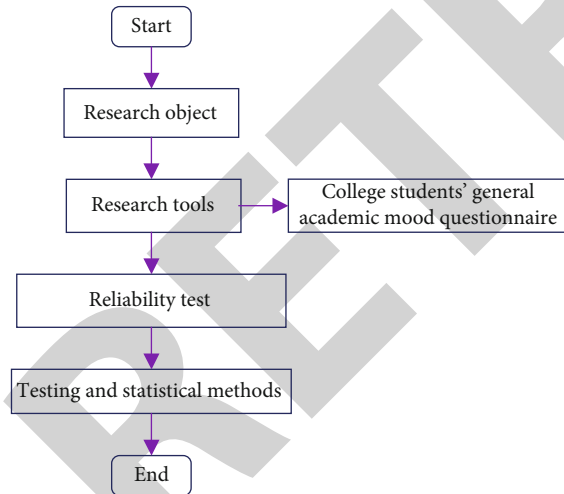 Start
Research object
Research tools
College students’ general
academic mood questionnaire
Reliability test
Testing and statistical methods
End